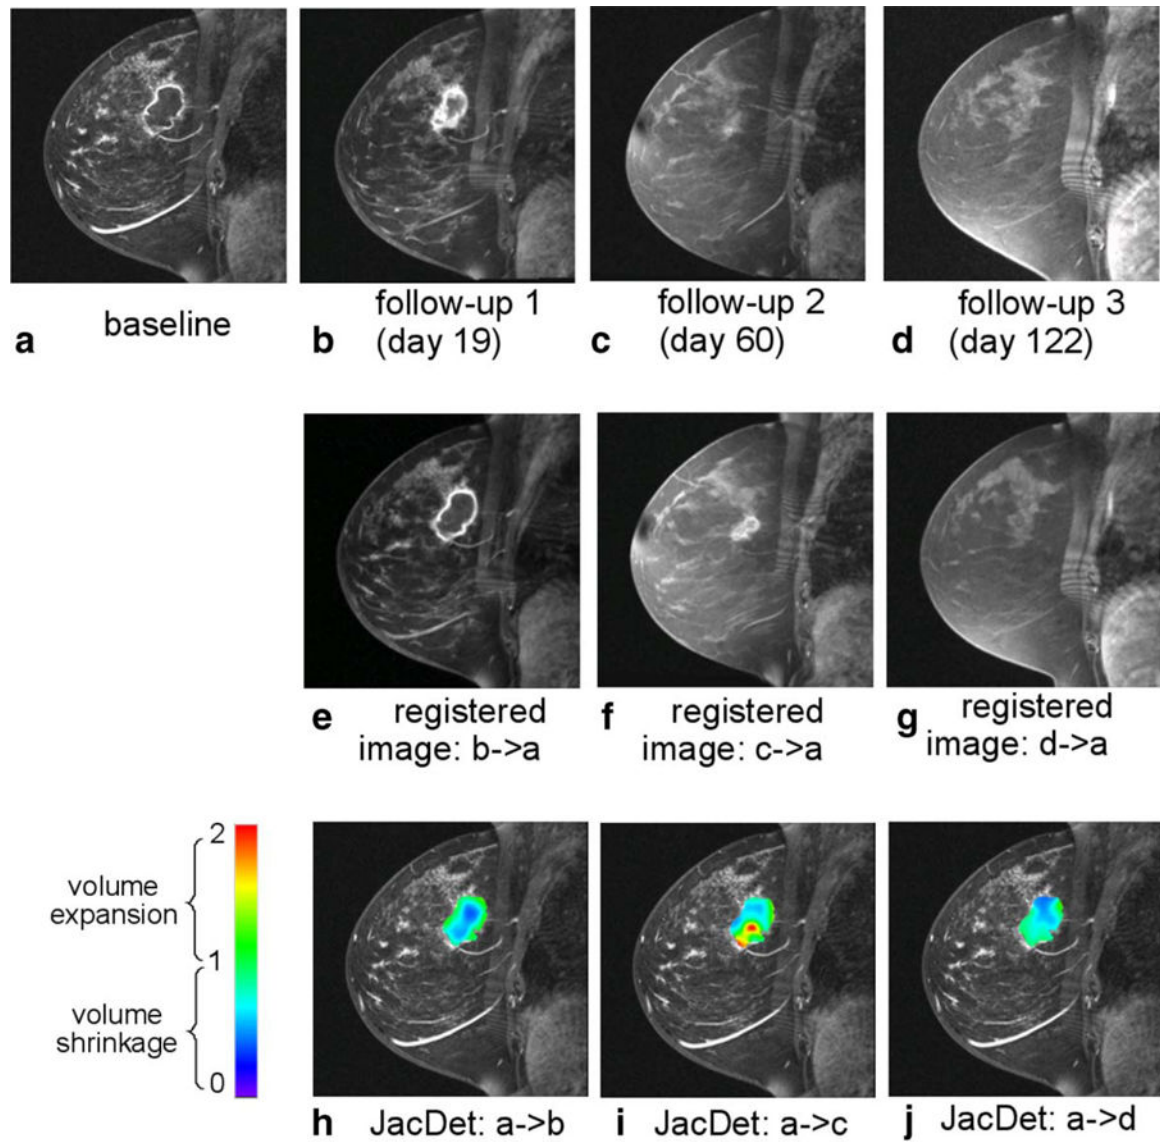 a
baseline
b
follow-up 1
(day 19)
c
follow-up 2
(day 60)
d
follow-up 3
(day 122)
e
registered
image: b->a
f
registered
image: c->a
g
registered
image: d->a
volume
expansion
volume
shrinkage
2
1
0
h JacDet: a->b
i JacDet: a->c
j JacDet: a->d